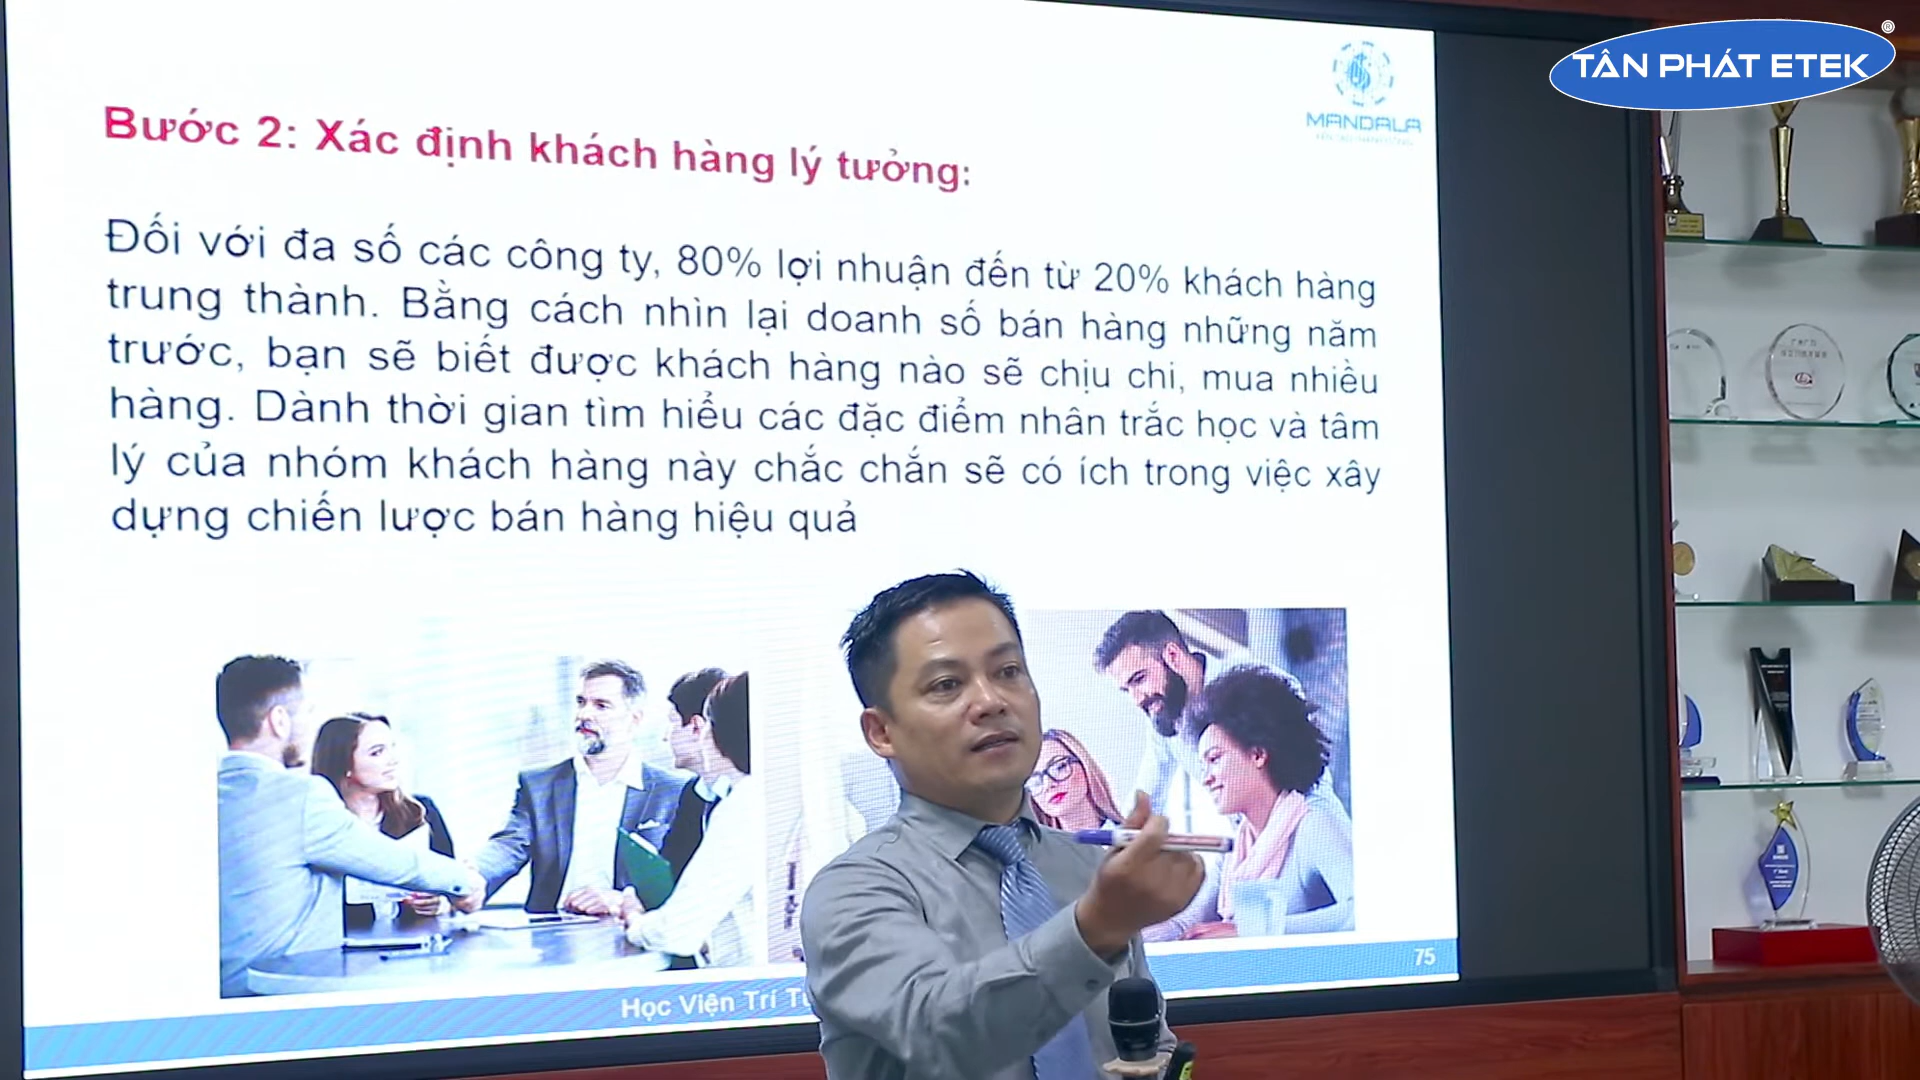 TÂN PHÁT ETEK
®
MANDALA
Bước 2: Xác định khách hàng lý tưởng:
Đối với đa số các công ty, 80% lợi nhuận đến từ 20% khách hàng
trung thành. Bằng cách nhìn lại doanh số bán hàng những năm
trước, bạn sẽ biết được khách hàng nào sẽ chịu chi, mua nhiều
hàng. Dành thời gian tìm hiểu các đặc điểm nhân trắc học và tâm
lý của nhóm khách hàng này chắc chắn sẽ có ích trong việc xây
dựng chiến lược bán hàng hiệu quả
75
Học Viện Trí